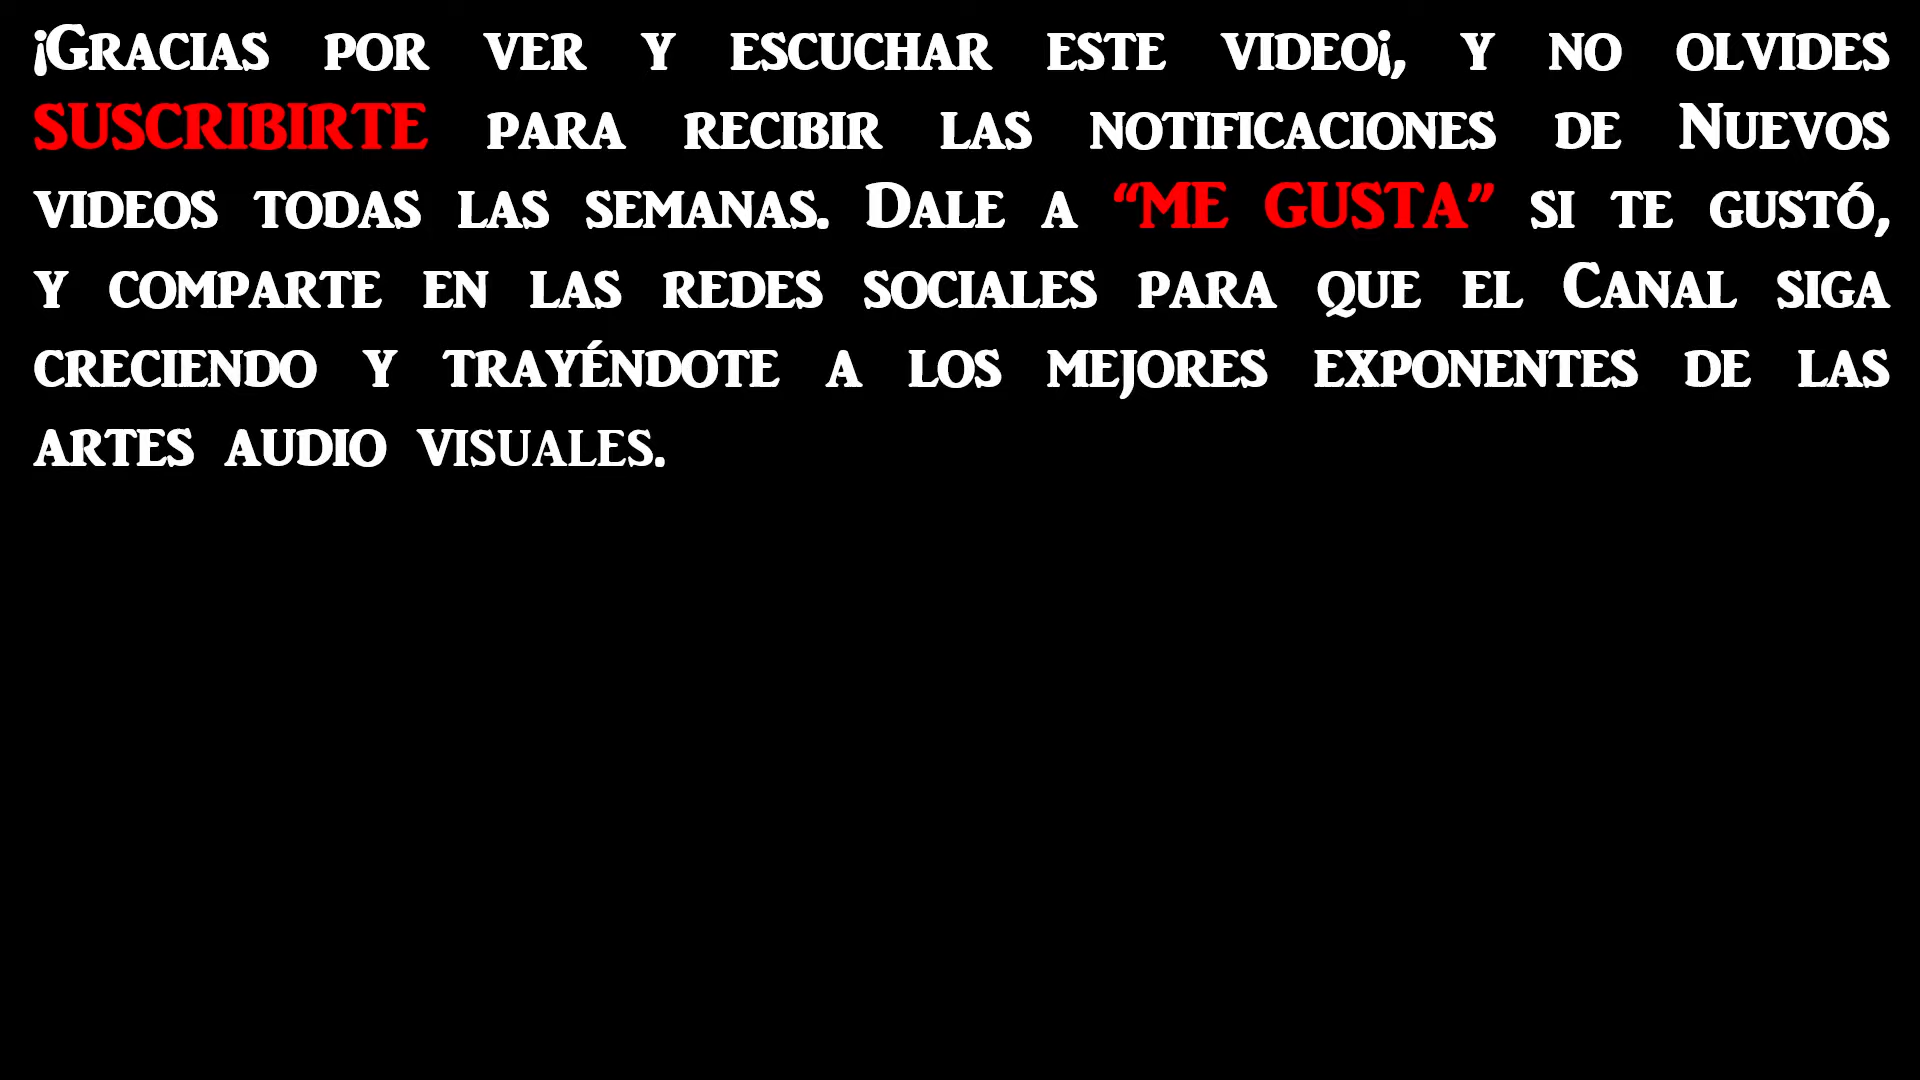 ¡Gracias por ver y escuchar este video¡, y no olvides
SUSCRIBIRTE para recibir las notificaciones de Nuevos
videos todas las semanas. Dale a “ME GUSTA” si te gustó,
y comparte en las redes sociales para que el Canal siga
creciendo y trayéndote a los mejores exponentes de las
artes audio visuales.